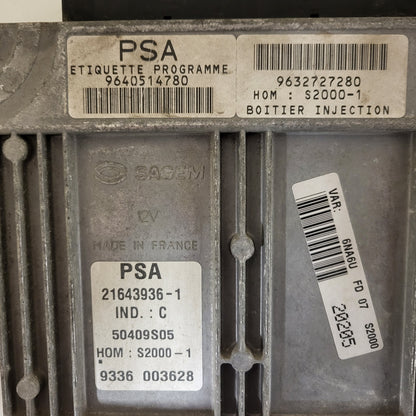 PSA
ETIQUETTE PROGRAMME
9640514780
9632727280
HOM : S2000-1
BOITIER INJECTION
SAGEM
12V
MADE IN FRANCE
PSA
21643936-1
IND. : C
50409S05
HOM : S2000-1
9336 003628
VAR:
6NA6U FD 07 S2000
20205